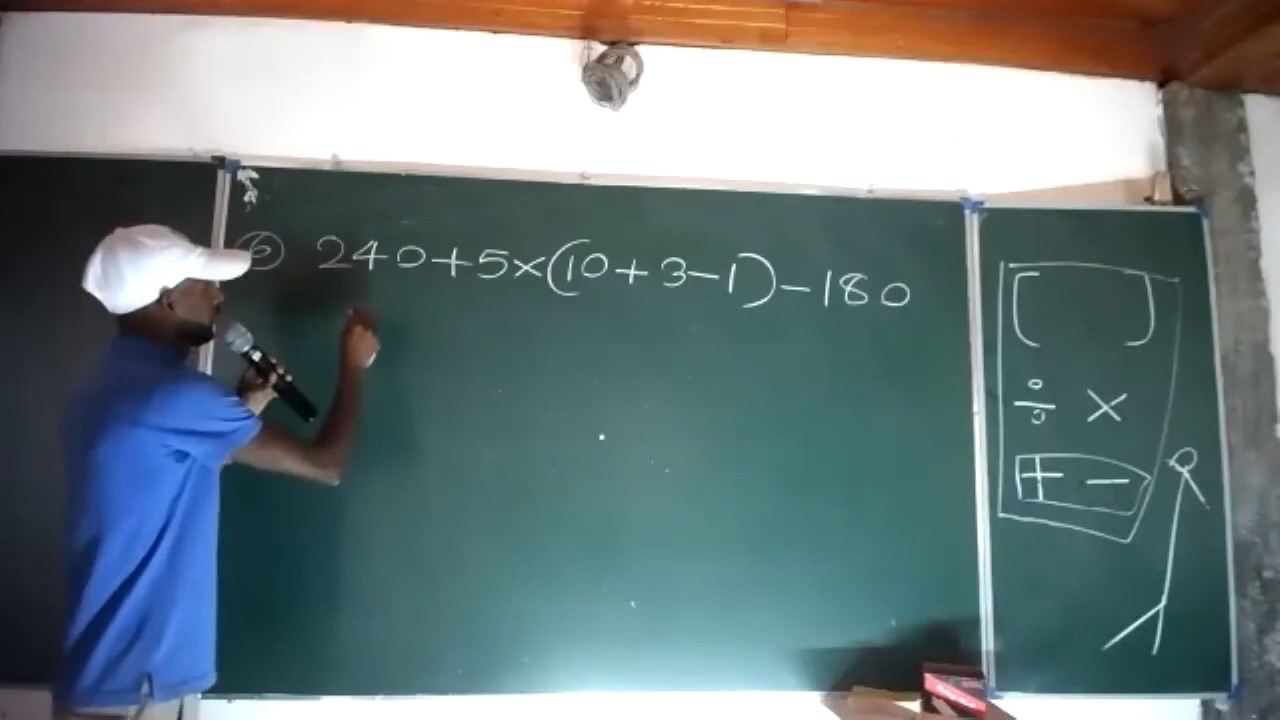 ⑥ 240+5×(10+3-1)-180
[ ]
÷ ×
+ -